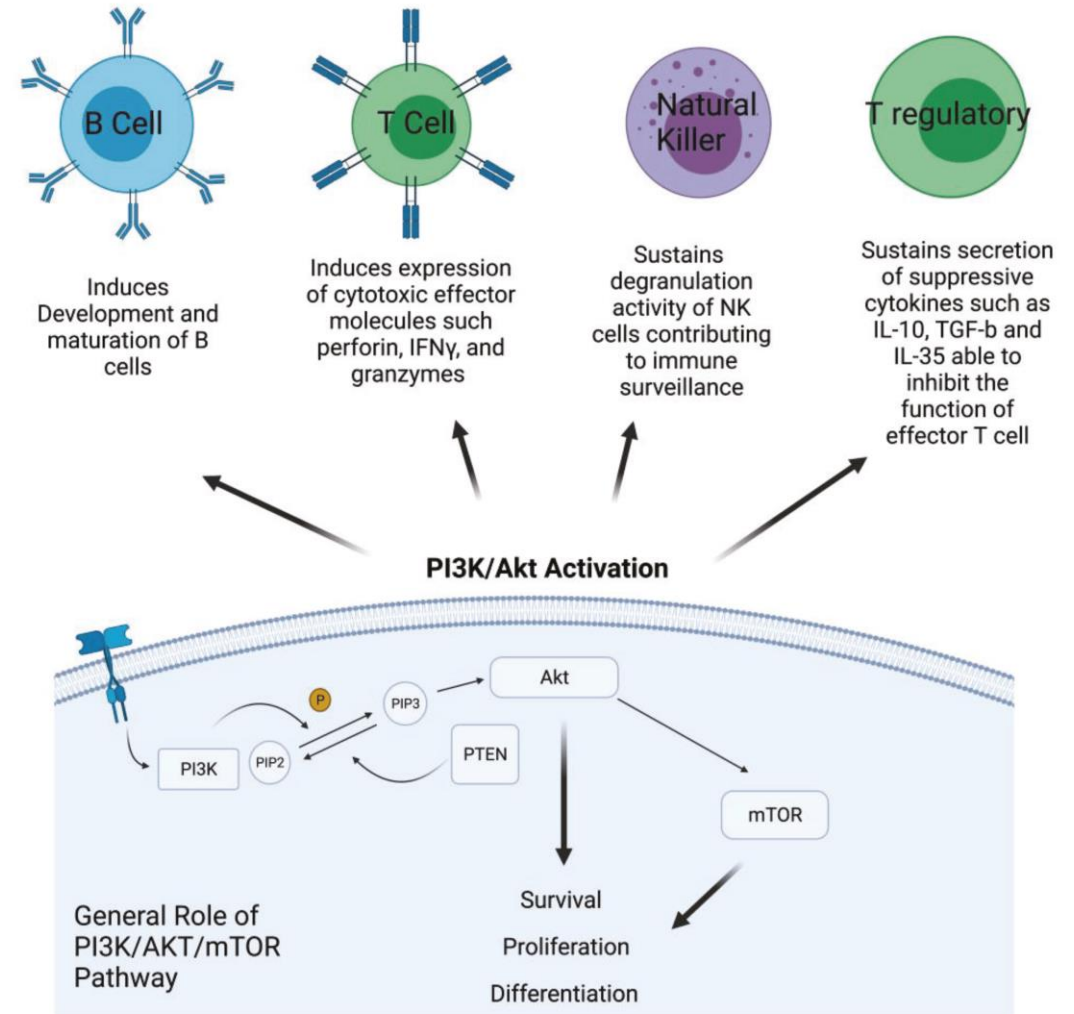 B Cell
T Cell
Natural
Killer
T regulatory
Induces
Development and
maturation of B
cells
Induces expression
of cytotoxic effector
molecules such
perforin, IFNγ, and
granzymes
Sustains
degranulation
activity of NK
cells contributing
to immune
surveillance
Sustains secretion
of suppressive
cytokines such as
IL-10, TGF-b and
IL-35 able to
inhibit the
function of
effector T cell
PI3K/Akt Activation
P
PIP3
Akt
PI3K
PIP2
PTEN
mTOR
Survival
Proliferation
Differentiation
General Role of
PI3K/AKT/mTOR
Pathway